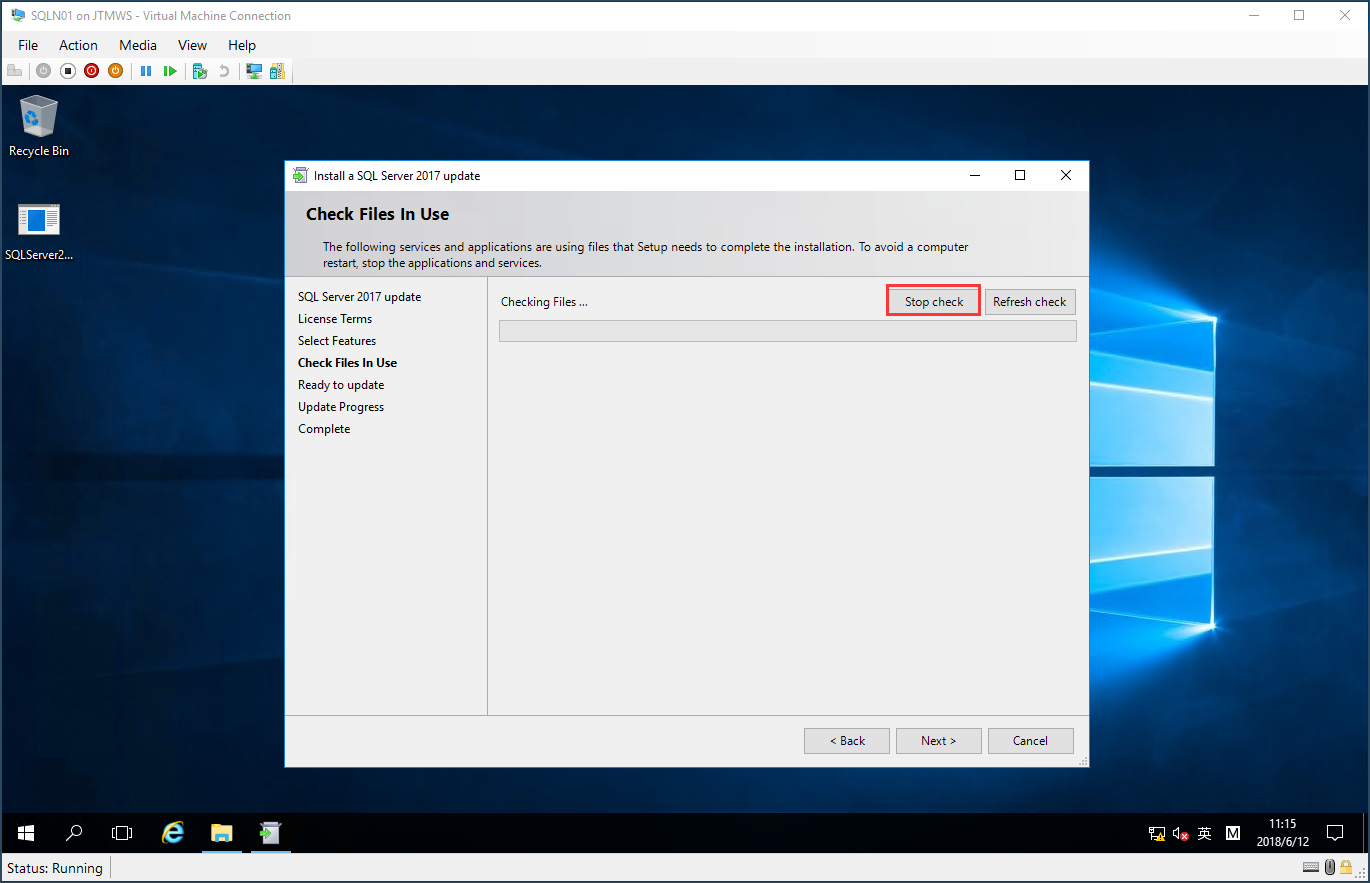 SQLN01 on JTMWS - Virtual Machine Connection
File Action Media View Help
Recycle Bin
SQLServer2...
Install a SQL Server 2017 update
Check Files In Use
The following services and applications are using files that Setup needs to complete the installation. To avoid a computer
restart, stop the applications and services.
SQL Server 2017 update
License Terms
Select Features
Check Files In Use
Ready to update
Update Progress
Complete
Checking Files ...
Stop check
Refresh check
< Back
Next >
Cancel
英
M
11:15
2018/6/12
Status: Running